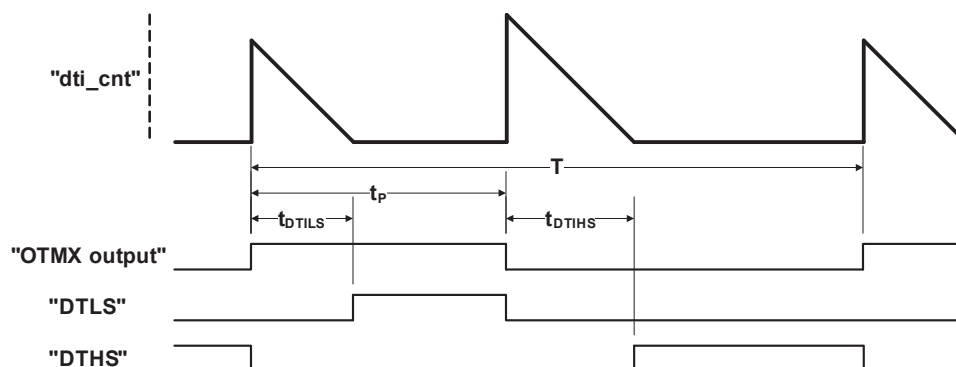 "dti_cnt"
T
tP
tDTILS
tDTIHS
"OTMX output"
"DTLS"
"DTHS"